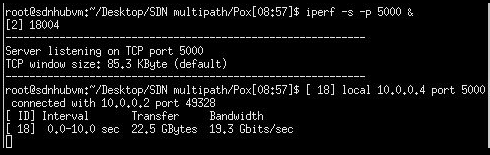 root@sdnhubvm:~/Desktop/SDN multipath/Pox[08:57]$ iperf -s -p 5000 &
[2] 18004
------------------------------------------------------------
Server listening on TCP port 5000
TCP window size: 85.3 KByte (default)
------------------------------------------------------------
root@sdnhubvm:~/Desktop/SDN multipath/Pox[08:57]$ [ 18] local 10.0.0.4 port 5000
connected with 10.0.0.2 port 49328
[ ID] Interval       Transfer     Bandwidth
[ 18]  0.0-10.0 sec  22.5 GBytes  19.3 Gbits/sec